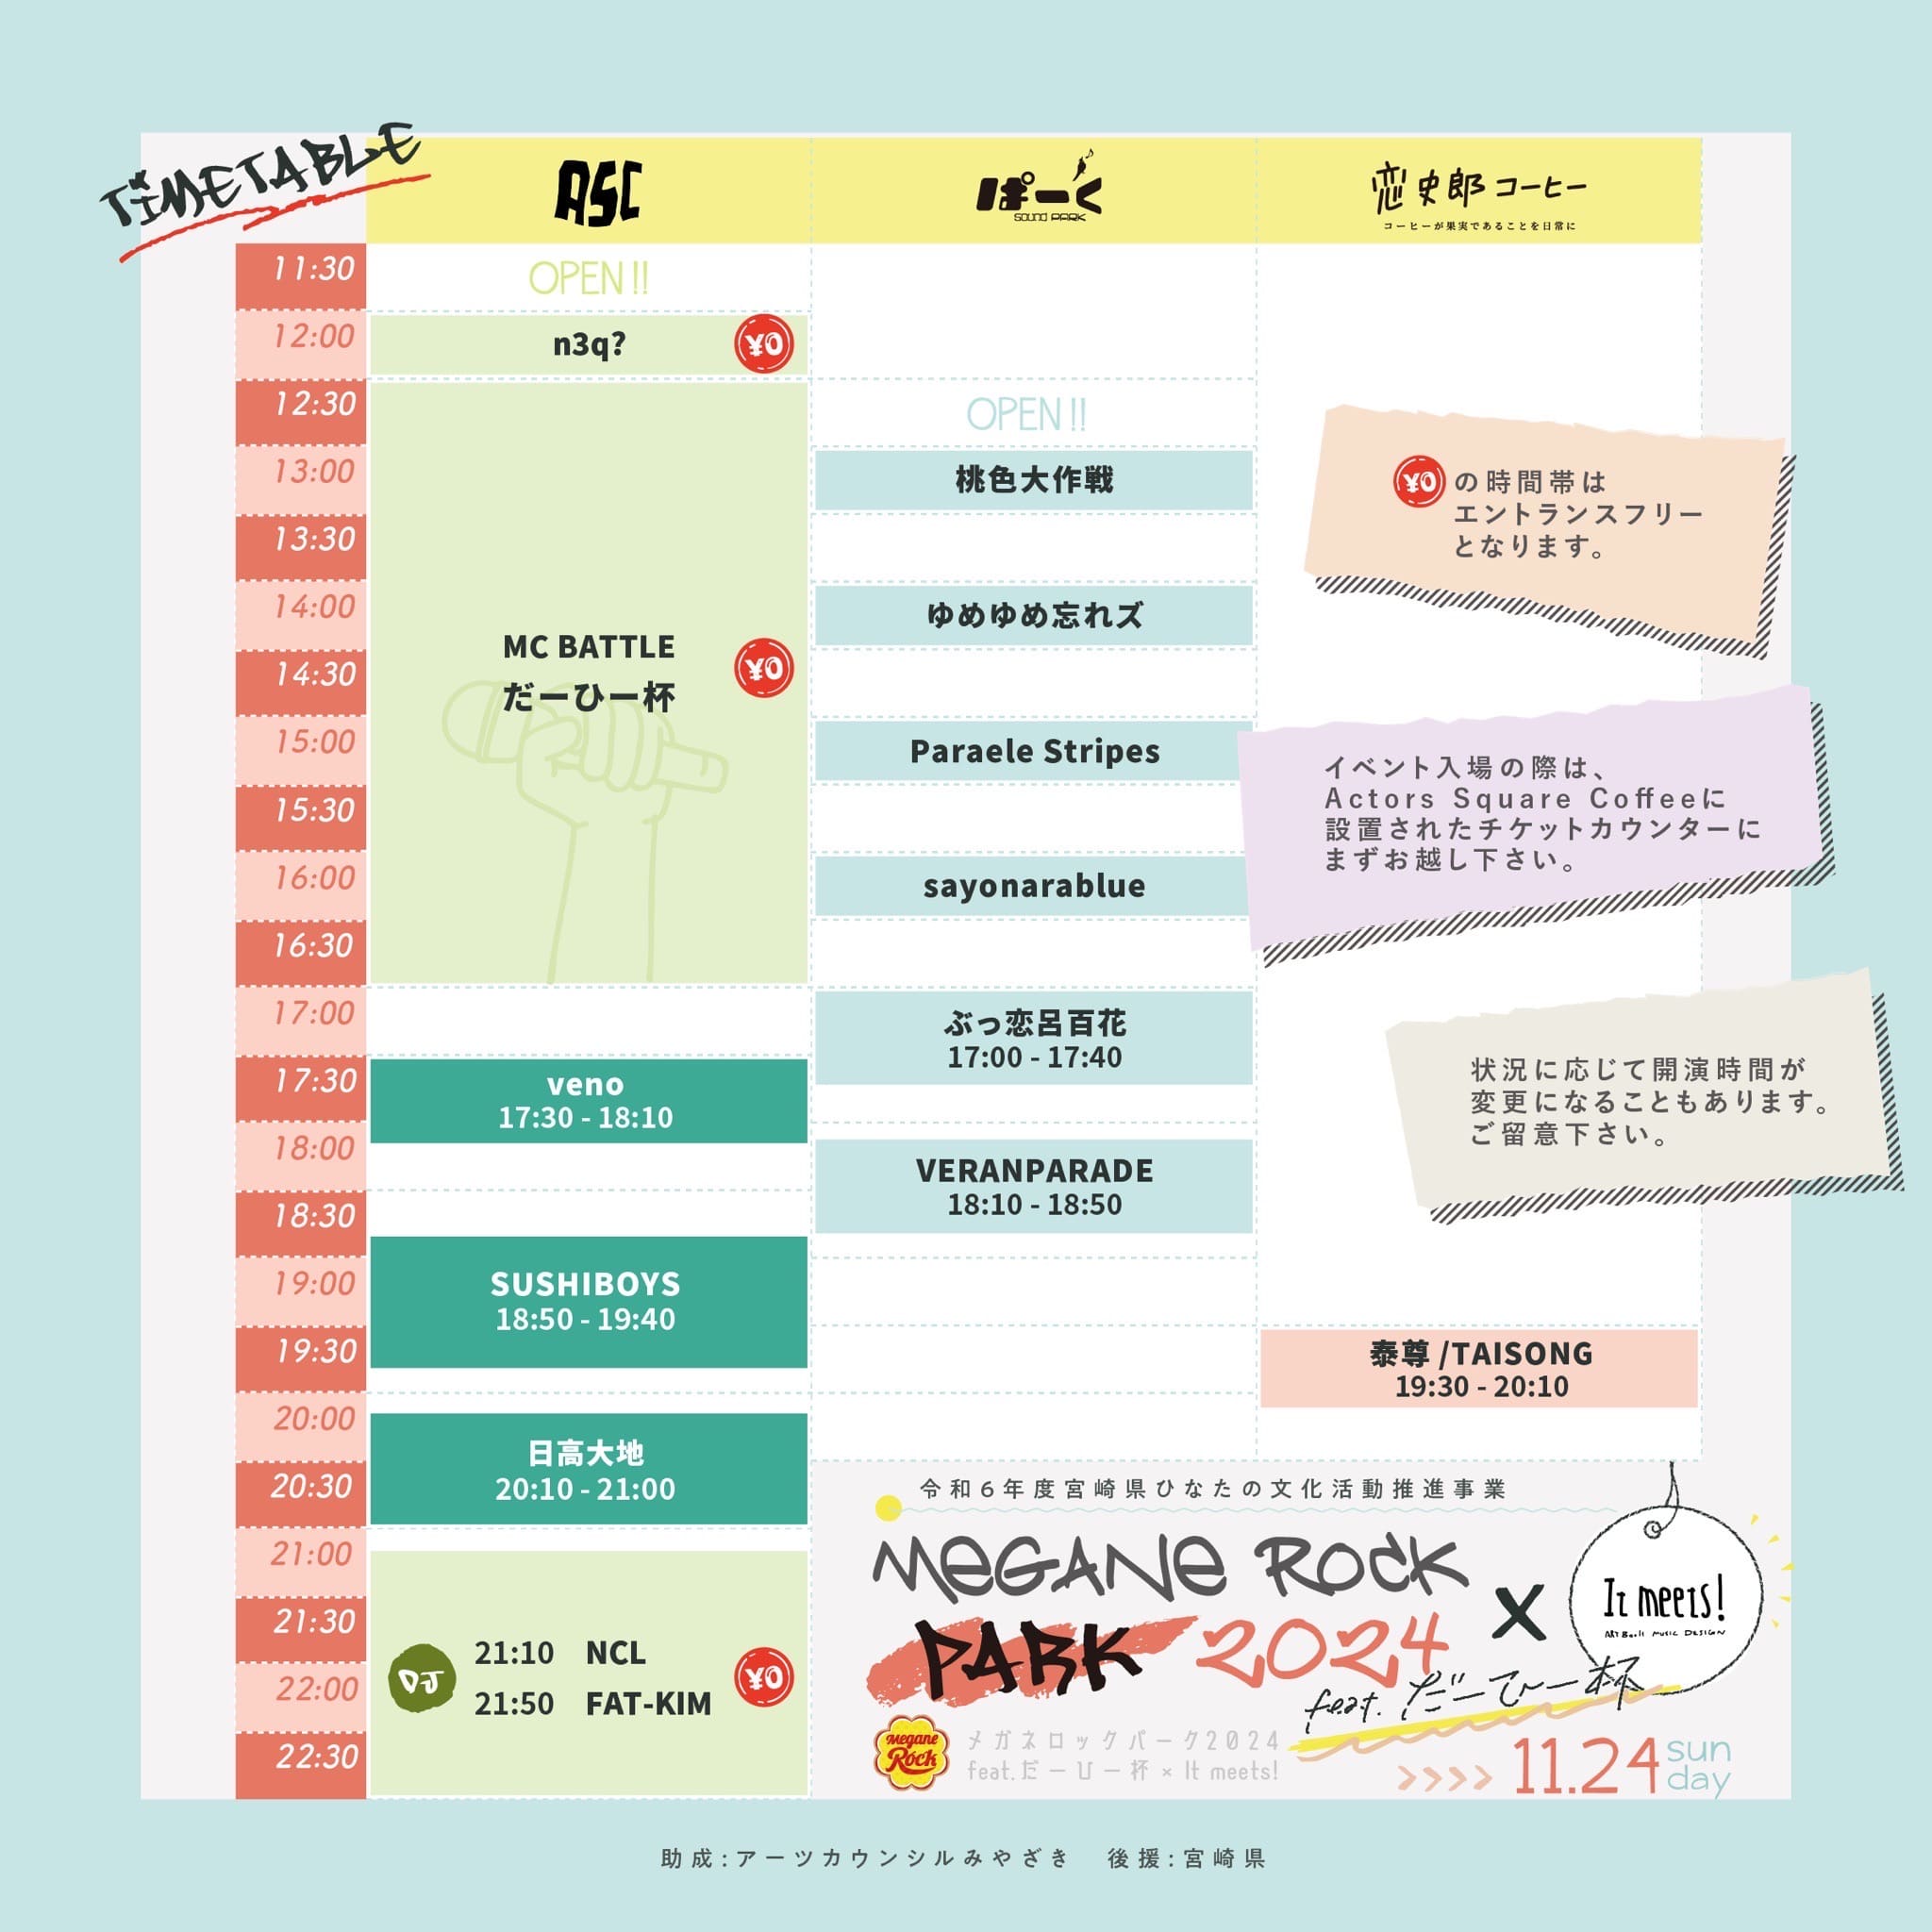 TIMETABLE
ASC
ぱーく
sound PARK
恋史郎コーヒー
コーヒーが果実であることを日常に
11:30
OPEN!!
12:00
n3q?
¥0
12:30
OPEN!!
13:00
桃色大作戦
13:30
14:00
ゆめゆめ忘れズ
14:30
MC BATTLE
だーひー杯
¥0
15:00
Paraele Stripes
15:30
16:00
sayonarablue
16:30
17:00
ぶっ恋呂百花
17:00 - 17:40
17:30
veno
17:30 - 18:10
18:00
VERANPARADE
18:10 - 18:50
18:30
19:00
SUSHIBOYS
18:50 - 19:40
19:30
泰尊 /TAISONG
19:30 - 20:10
20:00
日高大地
20:10 - 21:00
20:30
21:00
21:30
22:00
22:30
DJ
21:10 NCL
21:50 FAT-KIM
¥0
¥0の時間帯は
エントランスフリー
となります。
イベント入場の際は、
Actors Square Coffeeに
設置されたチケットカウンターに
まずお越し下さい。
状況に応じて開演時間が
変更になることもあります。
ご留意下さい。
令和6年度宮崎県ひなたの文化活動推進事業
MEGANE ROCK
PARK 2024
X
It meets!
ART Book MUSIC DESIGN
feat. だーひー杯
Megane
Rock
メガネロックパーク2024
feat.だーひー杯 × It meets!
>>>> 11.24 sun
day
助成:アーツカウンシルみやざき 後援:宮崎県